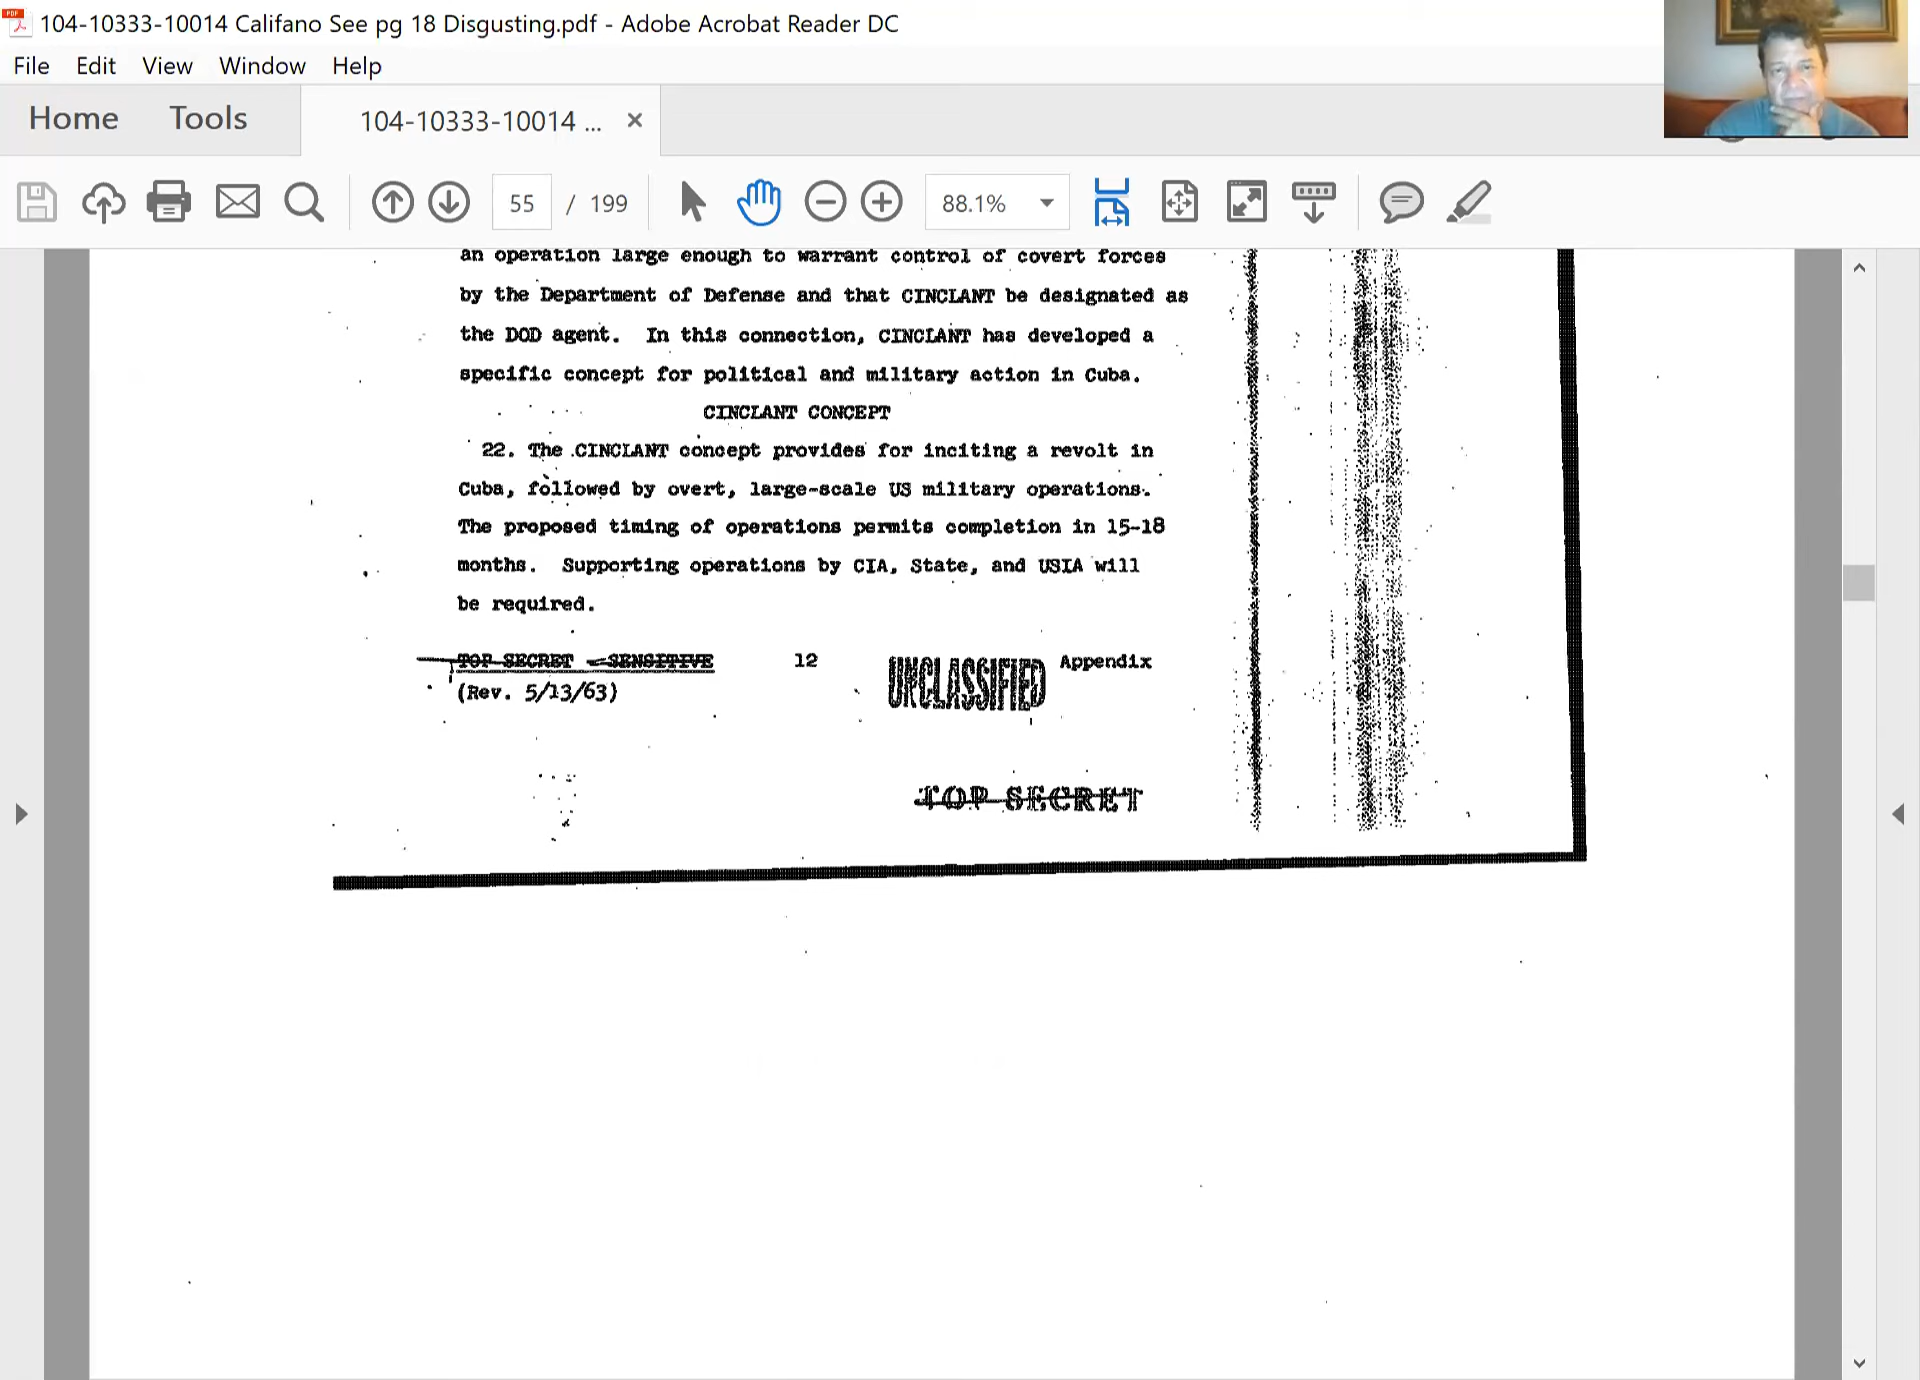 104-10333-10014 Califano See pg 18 Disgusting.pdf - Adobe Acrobat Reader DC
File Edit View Window Help
Home Tools 104-10333-10014 ... ×
55 / 199 88.1%
an operation large enough to warrant control of covert forces
by the Department of Defense and that CINCLANT be designated as
the DOD agent. In this connection, CINCLANT has developed a
specific concept for political and military action in Cuba.
CINCLANT CONCEPT
22. The CINCLANT concept provides for inciting a revolt in
Cuba, followed by overt, large-scale US military operations.
The proposed timing of operations permits completion in 15-18
months. Supporting operations by CIA, State, and USIA will
be required.
TOP SECRET - SENSITIVE 12 UNCLASSIFIED Appendix
(Rev. 5/13/63)
TOP SECRET